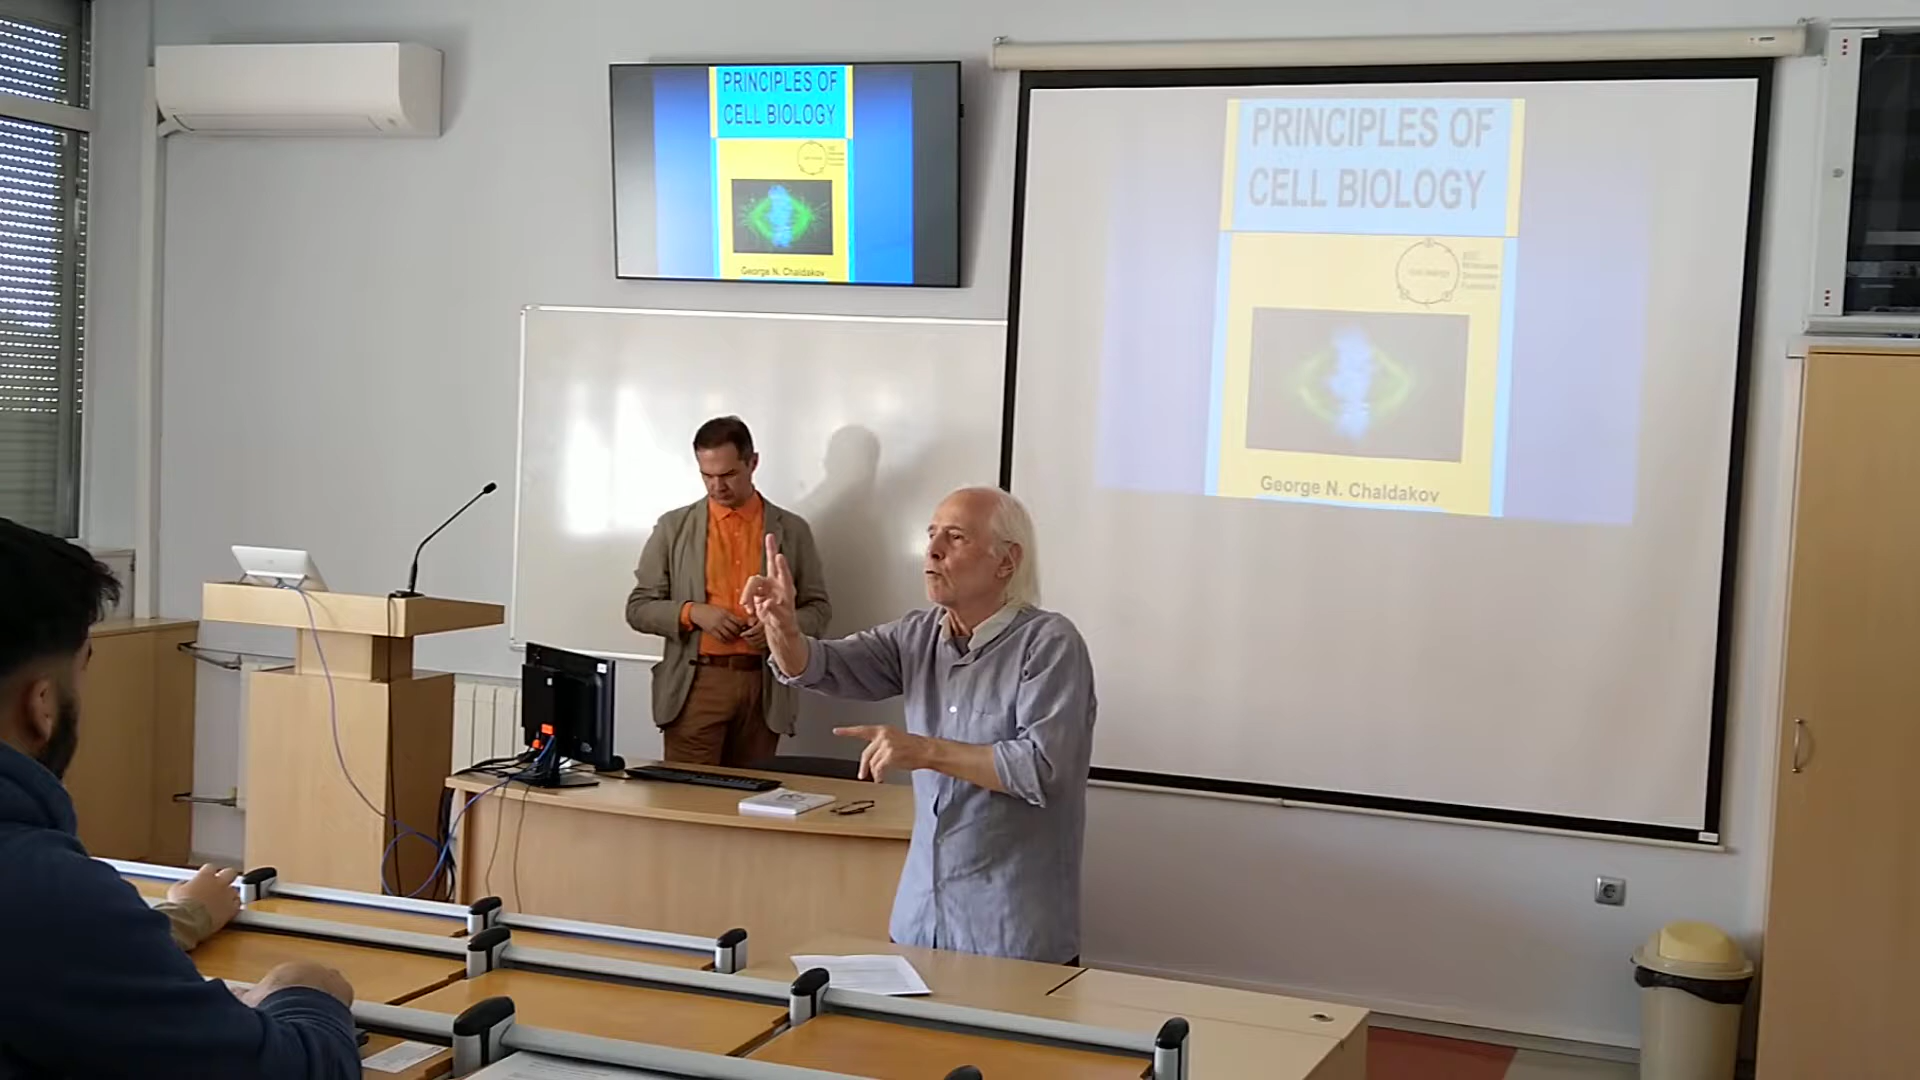 PRINCIPLES OF
CELL BIOLOGY
George N. Chaldakov
PRINCIPLES OF
CELL BIOLOGY
George N. Chaldakov